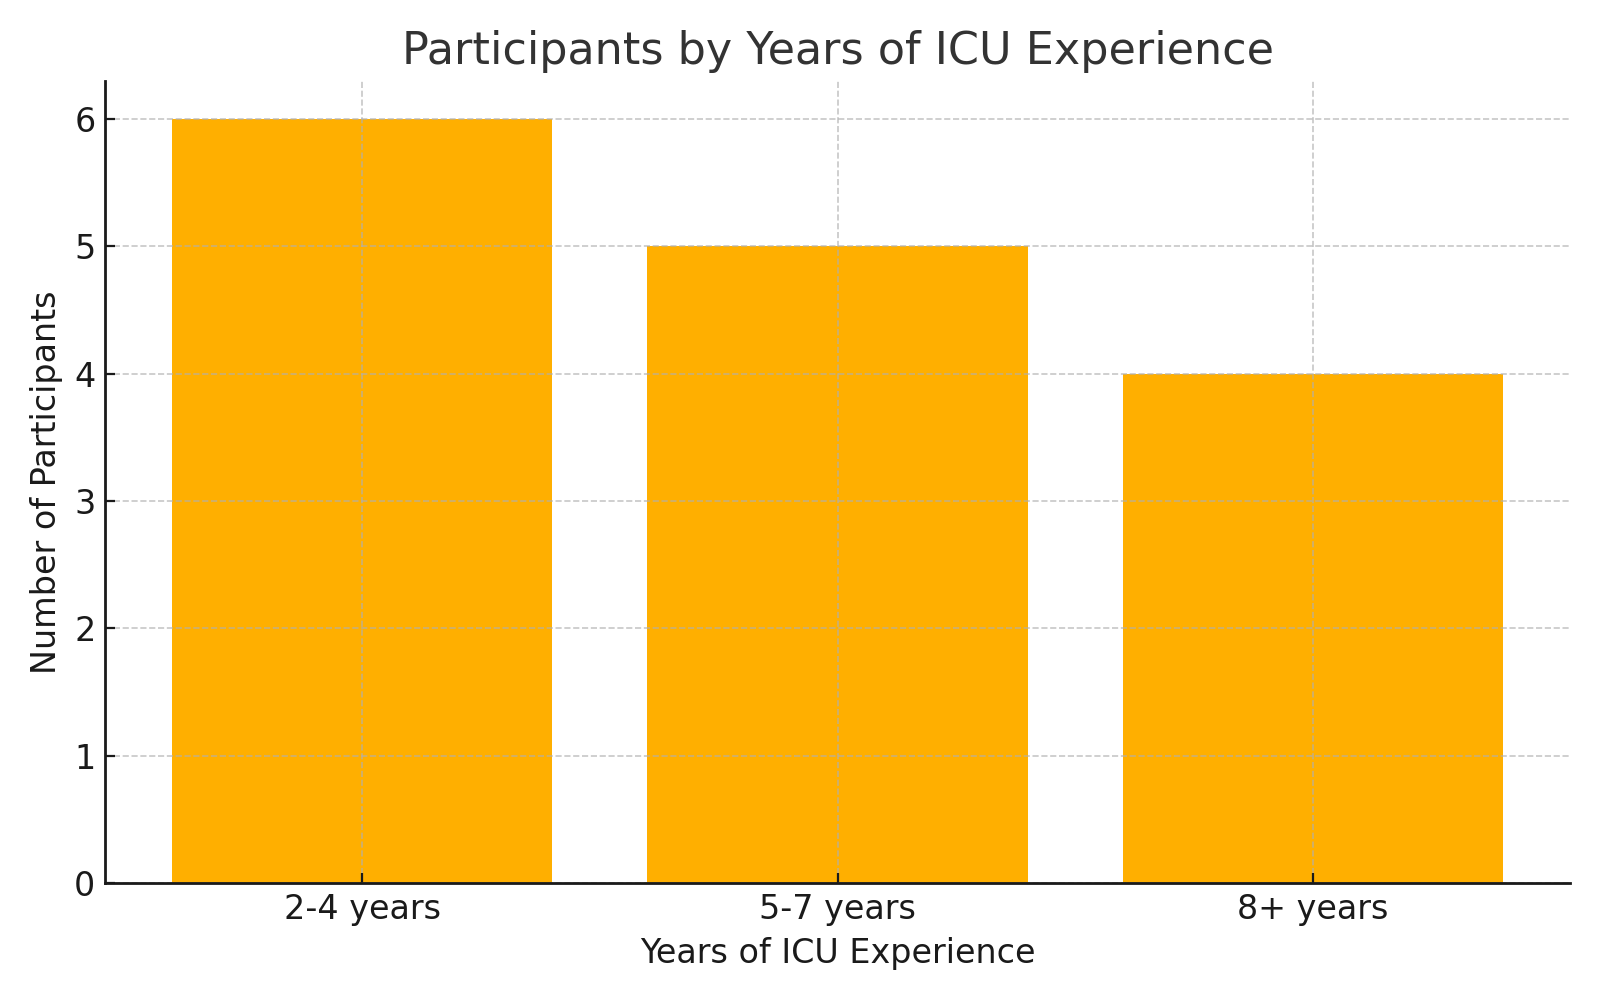 Participants by Years of ICU Experience
Number of Participants
6
5
4
3
2
1
0
2-4 years
5-7 years
8+ years
Years of ICU Experience